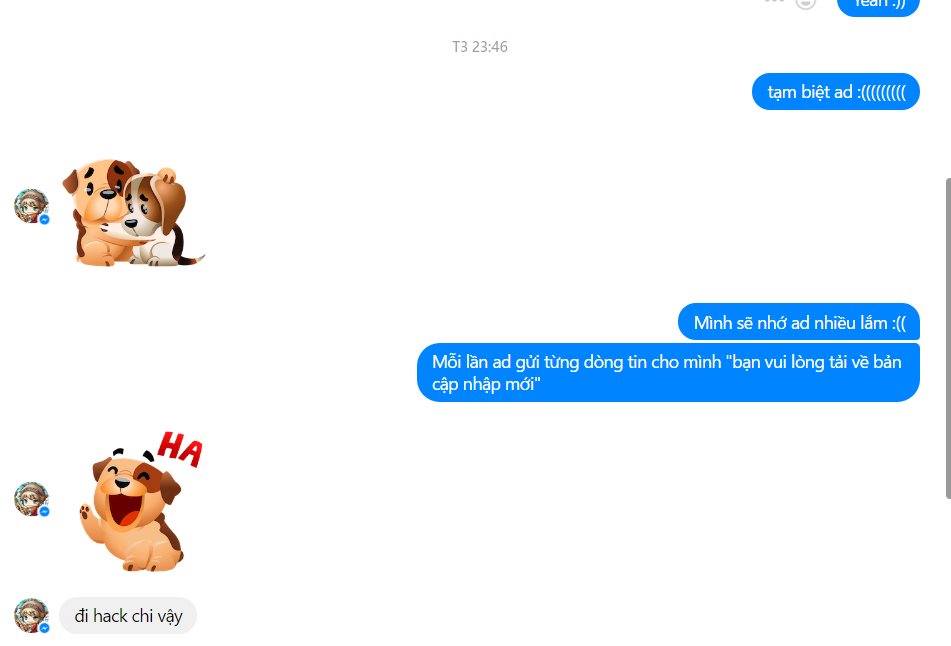 Yeah :))
T3 23:46
tạm biệt ad :(((((((((
Mình sẽ nhớ ad nhiều lắm :((
Mỗi lần ad gửi từng dòng tin cho mình "bạn vui lòng tải về bản
cập nhập mới"
HA
đi hack chi vậy